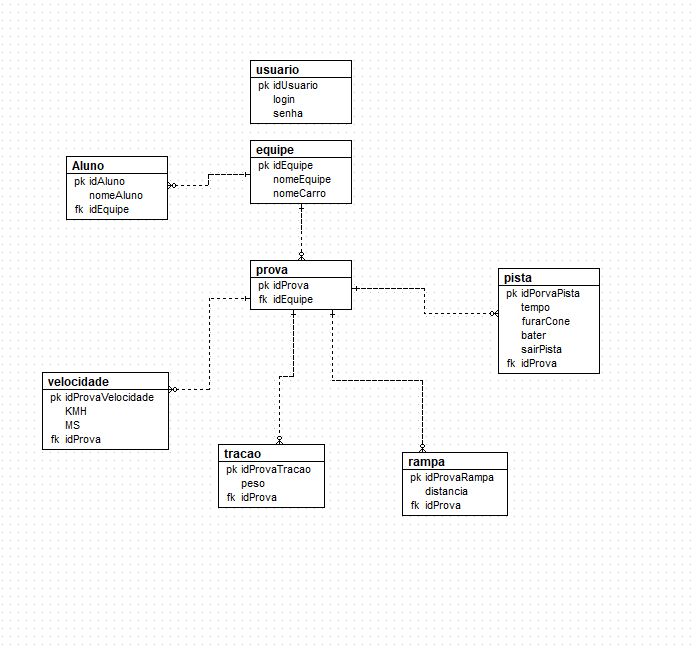 usuario
pk idUsuario
login
senha
equipe
pk idEquipe
nomeEquipe
nomeCarro
Aluno
pk idAluno
nomeAluno
fk idEquipe
prova
pk idProva
fk idEquipe
pista
pk idPorvaPista
tempo
furarCone
bater
sairPista
fk idProva
velocidade
pk idProvaVelocidade
KMH
MS
fk idProva
tracao
pk idProvaTracao
peso
fk idProva
rampa
pk idProvaRampa
distancia
fk idProva